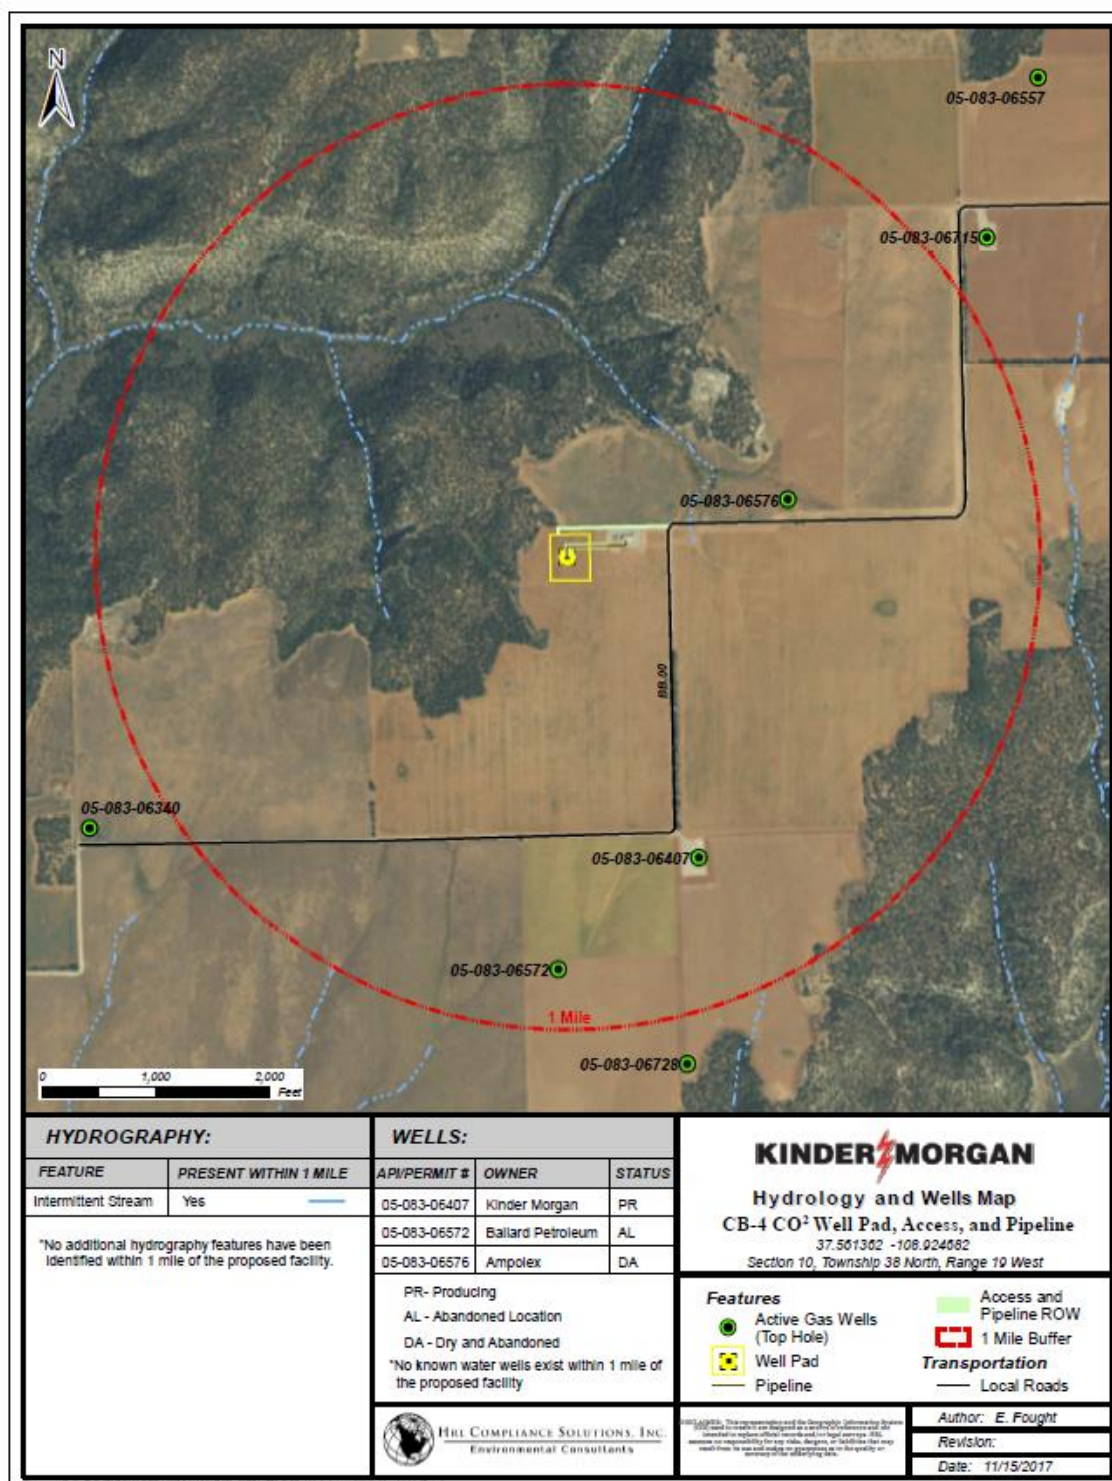 N
05-083-06557
05-083-06715
05-083-06576
BB.00
05-083-06340
05-083-06407
05-083-06572
1 Mile
05-083-06728
0 1,000 2,000
Feet
HYDROGRAPHY:
FEATURE PRESENT WITHIN 1 MILE
Intermittent Stream Yes
*No additional hydrography features have been
identified within 1 mile of the proposed facility.
WELLS:
API/PERMIT # OWNER STATUS
05-083-06407 Kinder Morgan PR
05-083-06572 Ballard Petroleum AL
05-083-06576 Ampolex DA
PR- Producing
AL - Abandoned Location
DA - Dry and Abandoned
*No known water wells exist within 1 mile of
the proposed facility
HRL COMPLIANCE SOLUTIONS, INC.
Environmental Consultants
KINDER MORGAN
Hydrology and Wells Map
CB-4 CO² Well Pad, Access, and Pipeline
37.561362 -108.924682
Section 10, Township 38 North, Range 19 West
Features
Active Gas Wells
(Top Hole)
Well Pad
Pipeline
Access and
Pipeline ROW
1 Mile Buffer
Transportation
Local Roads
Author: E. Fought
Revision:
Date: 11/15/2017